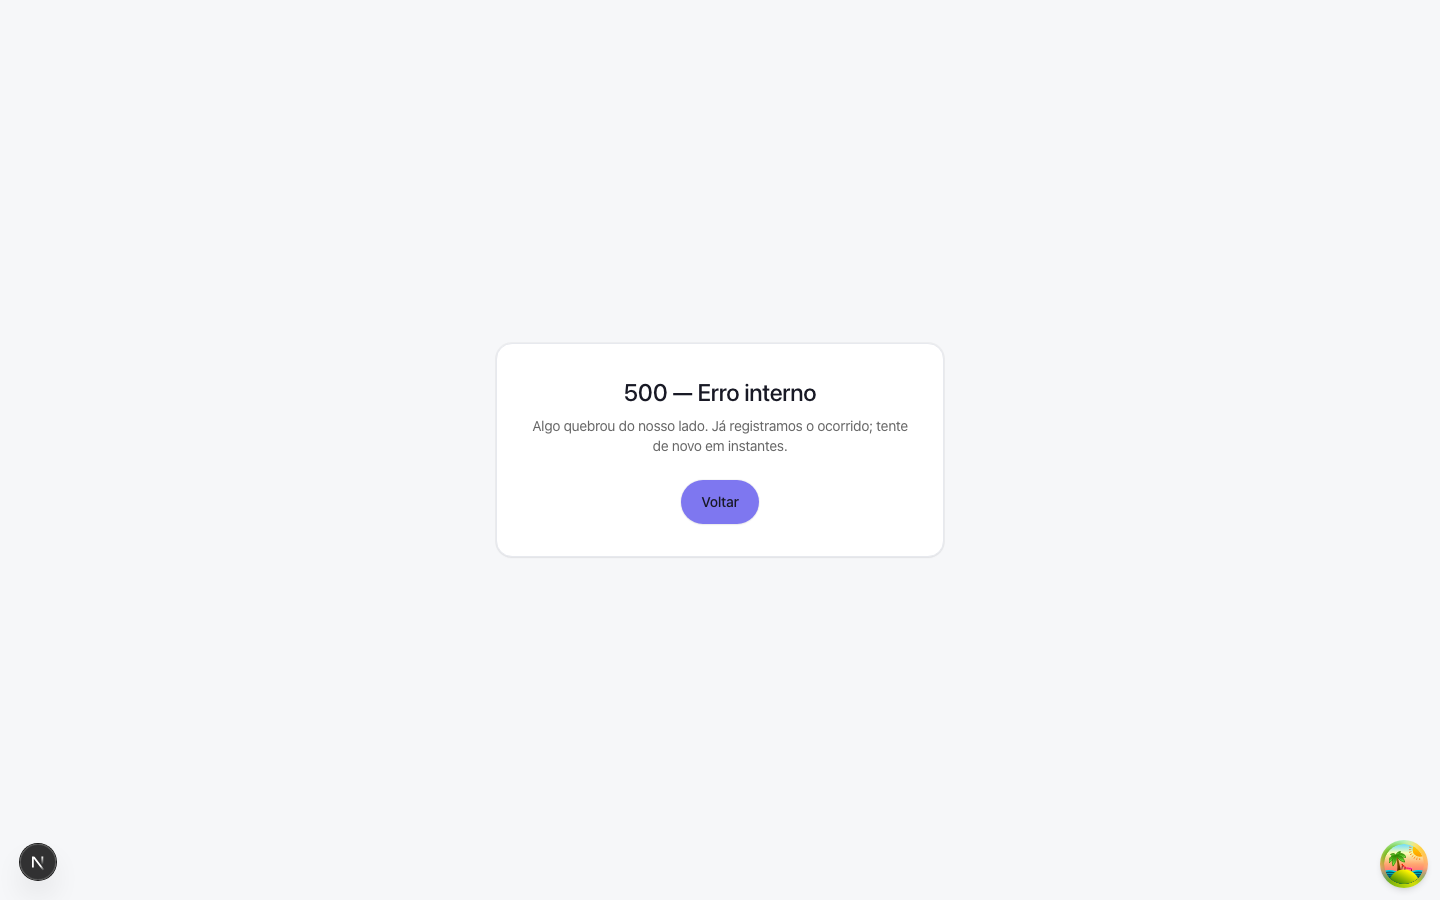 500 — Erro interno
Algo quebrou do nosso lado. Já registramos o ocorrido; tente
de novo em instantes.
Voltar
N